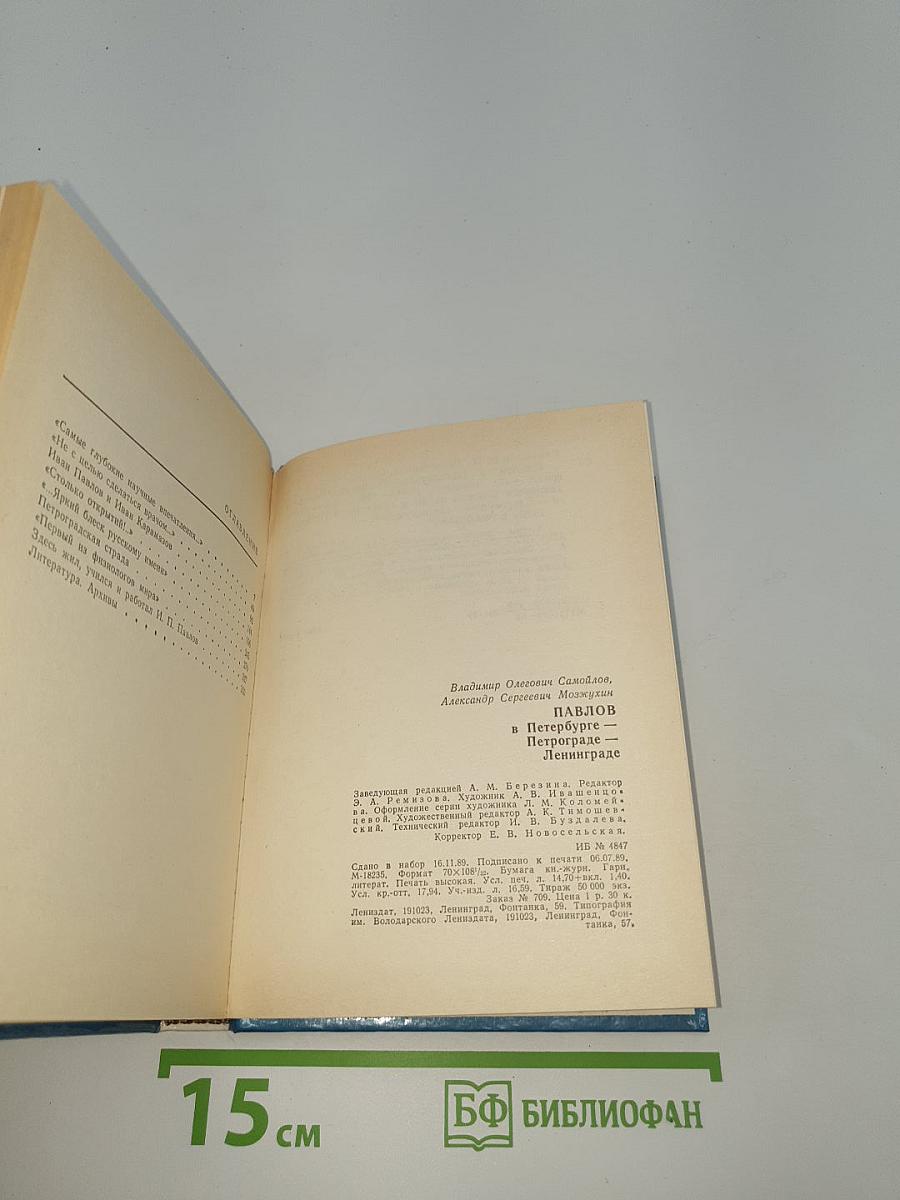 ОГЛАВЛЕНИЕ
«Самые глубокие научные впечатления...»
«Не с целью сделаться врачом...»
Иван Павлов и Иван Карамазов
«Столько открытий!..»
«...Яркий блеск русскому имени»
Петроградская страда
«Первый из физиологов мира»
Здесь жил, учился и работал И. П. Павлов
Литература. Архивы
Владимир Олегович Самойлов,
Александр Сергеевич Мозжухин
ПАВЛОВ
в Петербурге —
Петрограде —
Ленинграде
Заведующая редакцией А. М. Березина. Редактор
Э. А. Ремизова. Художник А. В. Иващенцо-
ва. Оформление серии художника Л. М. Коломей-
цевой. Художественный редактор А. К. Тимошев-
ский. Технический редактор И. В. Буздалева.
Корректор Е. В. Новосельская.
ИБ № 4847
Сдано в набор 16.11.89. Подписано к печати 06.07.89.
М-18235. Формат 70×108¹/₃₂. Бумага кн.-журн. Гарн.
литерат. Печать высокая. Усл. печ. л. 14,70+вкл. 1,40.
Усл. кр.-отт. 17,94. Уч.-изд. л. 16,59. Тираж 50 000 экз.
Заказ № 709. Цена 1 р. 30 к.
Лениздат, 191023, Ленинград, Фонтанка, 59. Типография
им. Володарского Лениздата, 191023, Ленинград, Фон-
танка, 57.
15 см
БФ БИБЛИОФАН